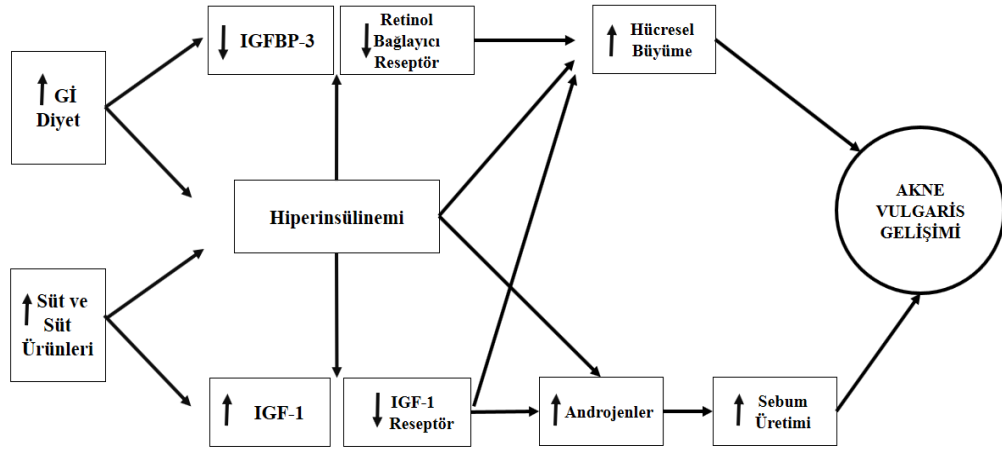 Gİ
Diyet
IGFBP-3
Retinol
Bağlayıcı
Reseptör
Hücresel
Büyüme
Hiperinsülinemi
AKNE
VULGARİS
GELİŞİMİ
Süt ve
Süt
Ürünleri
IGF-1
IGF-1
Reseptör
Androjenler
Sebum
Üretimi